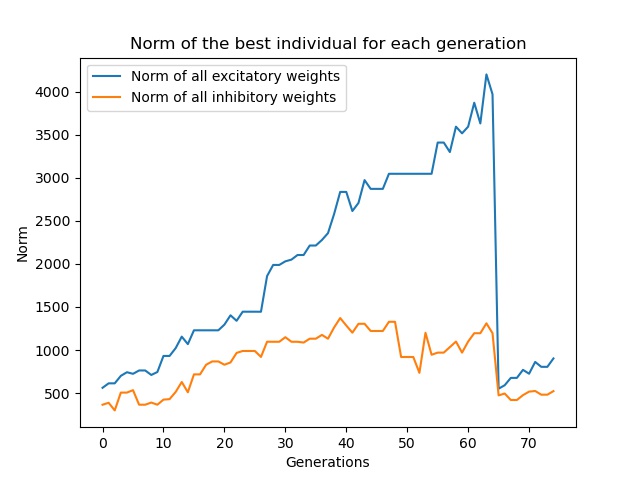 Norm of the best individual for each generation
Norm of all excitatory weights
Norm of all inhibitory weights
4000
3500
3000
2500
2000
1500
1000
500
Norm
0 10 20 30 40 50 60 70
Generations